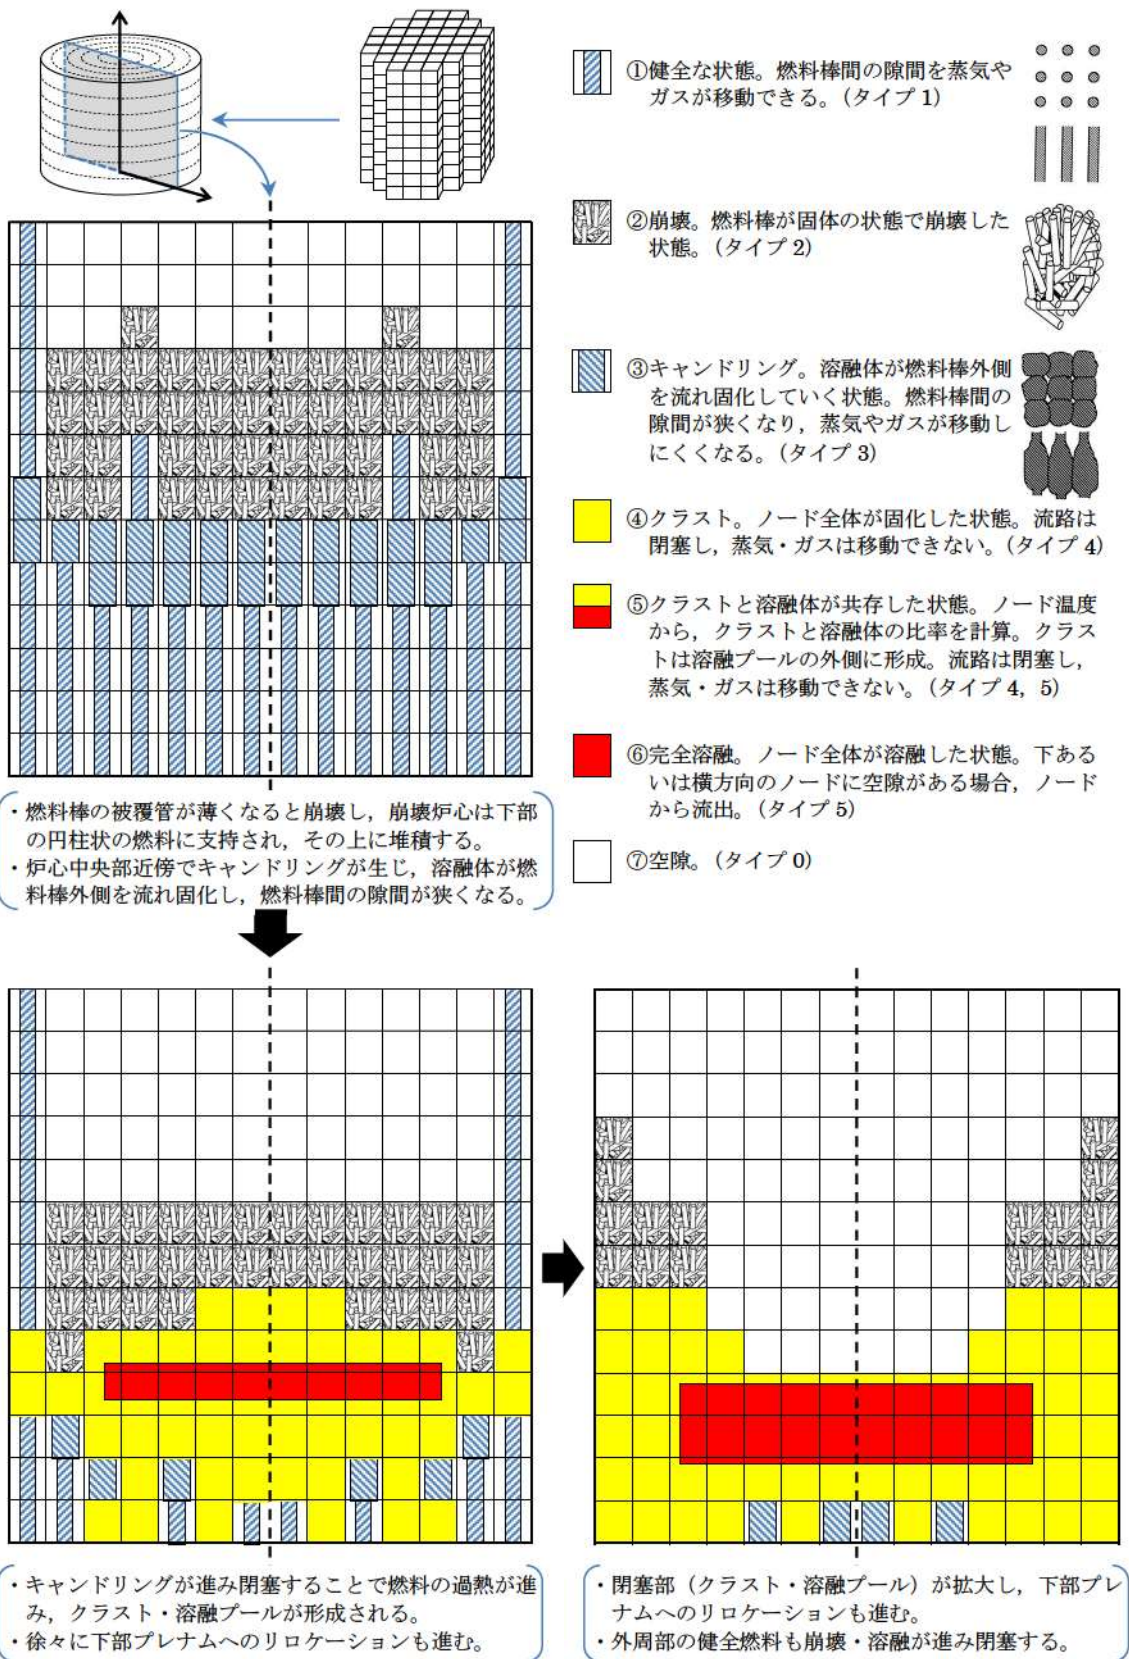 ①健全な状態。燃料棒間の隙間を蒸気や
ガスが移動できる。(タイプ 1)
②崩壊。燃料棒が固体の状態で崩壊した
状態。(タイプ 2)
③キャンドリング。溶融体が燃料棒外側
を流れ固化していく状態。燃料棒間の
隙間が狭くなり，蒸気やガスが移動し
にくくなる。(タイプ 3)
④クラスト。ノード全体が固化した状態。流路は
閉塞し，蒸気・ガスは移動できない。(タイプ 4)
⑤クラストと溶融体が共存した状態。ノード温度
から，クラストと溶融体の比率を計算。クラス
トは溶融プールの外側に形成。流路は閉塞し，
蒸気・ガスは移動できない。(タイプ 4，5)
⑥完全溶融。ノード全体が溶融した状態。下ある
いは横方向のノードに空隙がある場合，ノード
から流出。(タイプ 5)
⑦空隙。(タイプ 0)
・燃料棒の被覆管が薄くなると崩壊し，崩壊炉心は下部
の円柱状の燃料に支持され，その上に堆積する。
・炉心中央部近傍でキャンドリングが生じ，溶融体が燃
料棒外側を流れ固化し，燃料棒間の隙間が狭くなる。
・キャンドリングが進み閉塞することで燃料の過熱が進
み，クラスト・溶融プールが形成される。
・徐々に下部プレナムへのリロケーションも進む。
・閉塞部（クラスト・溶融プール）が拡大し，下部プレ
ナムへのリロケーションも進む。
・外周部の健全燃料も崩壊・溶融が進み閉塞する。